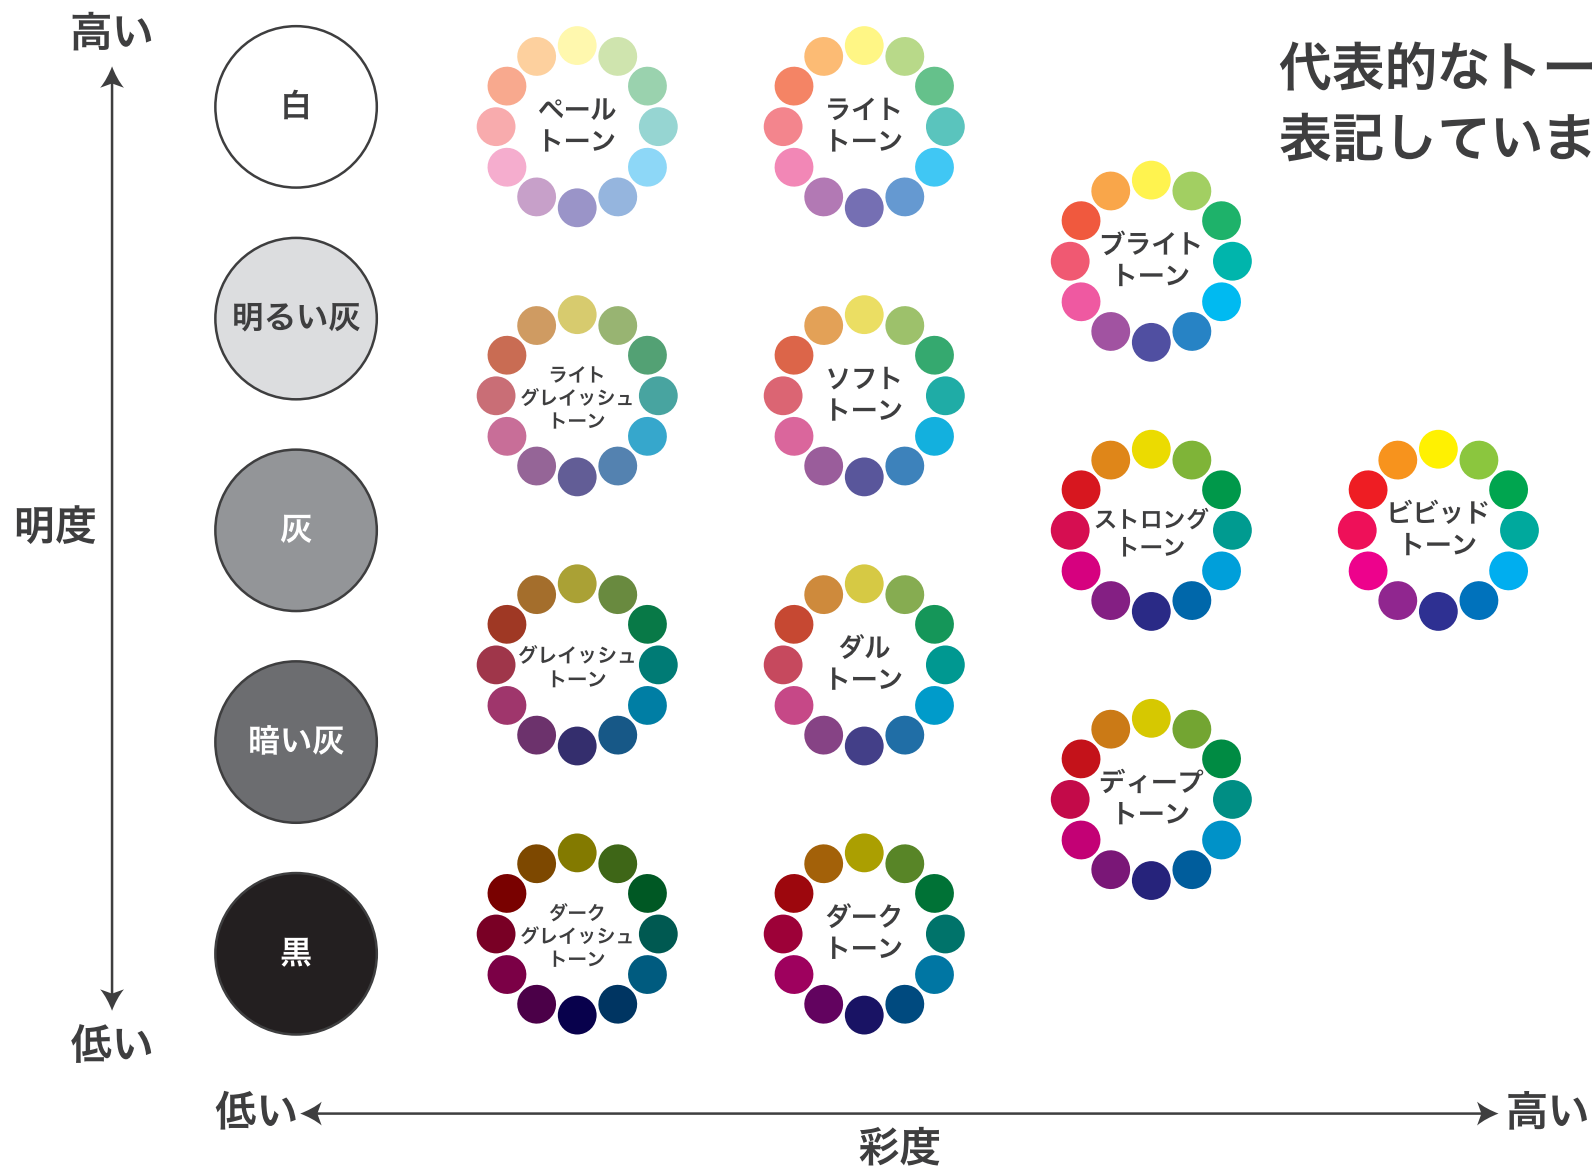 高い
代表的なトー
表記していま
白
ペール
トーン
ライト
トーン
ブライト
トーン
明るい灰
ライト
グレイッシュ
トーン
ソフト
トーン
明度
灰
ストロング
トーン
ビビッド
トーン
グレイッシュ
トーン
ダル
トーン
暗い灰
ディープ
トーン
黒
ダーク
グレイッシュ
トーン
ダーク
トーン
低い
低い
高い
彩度